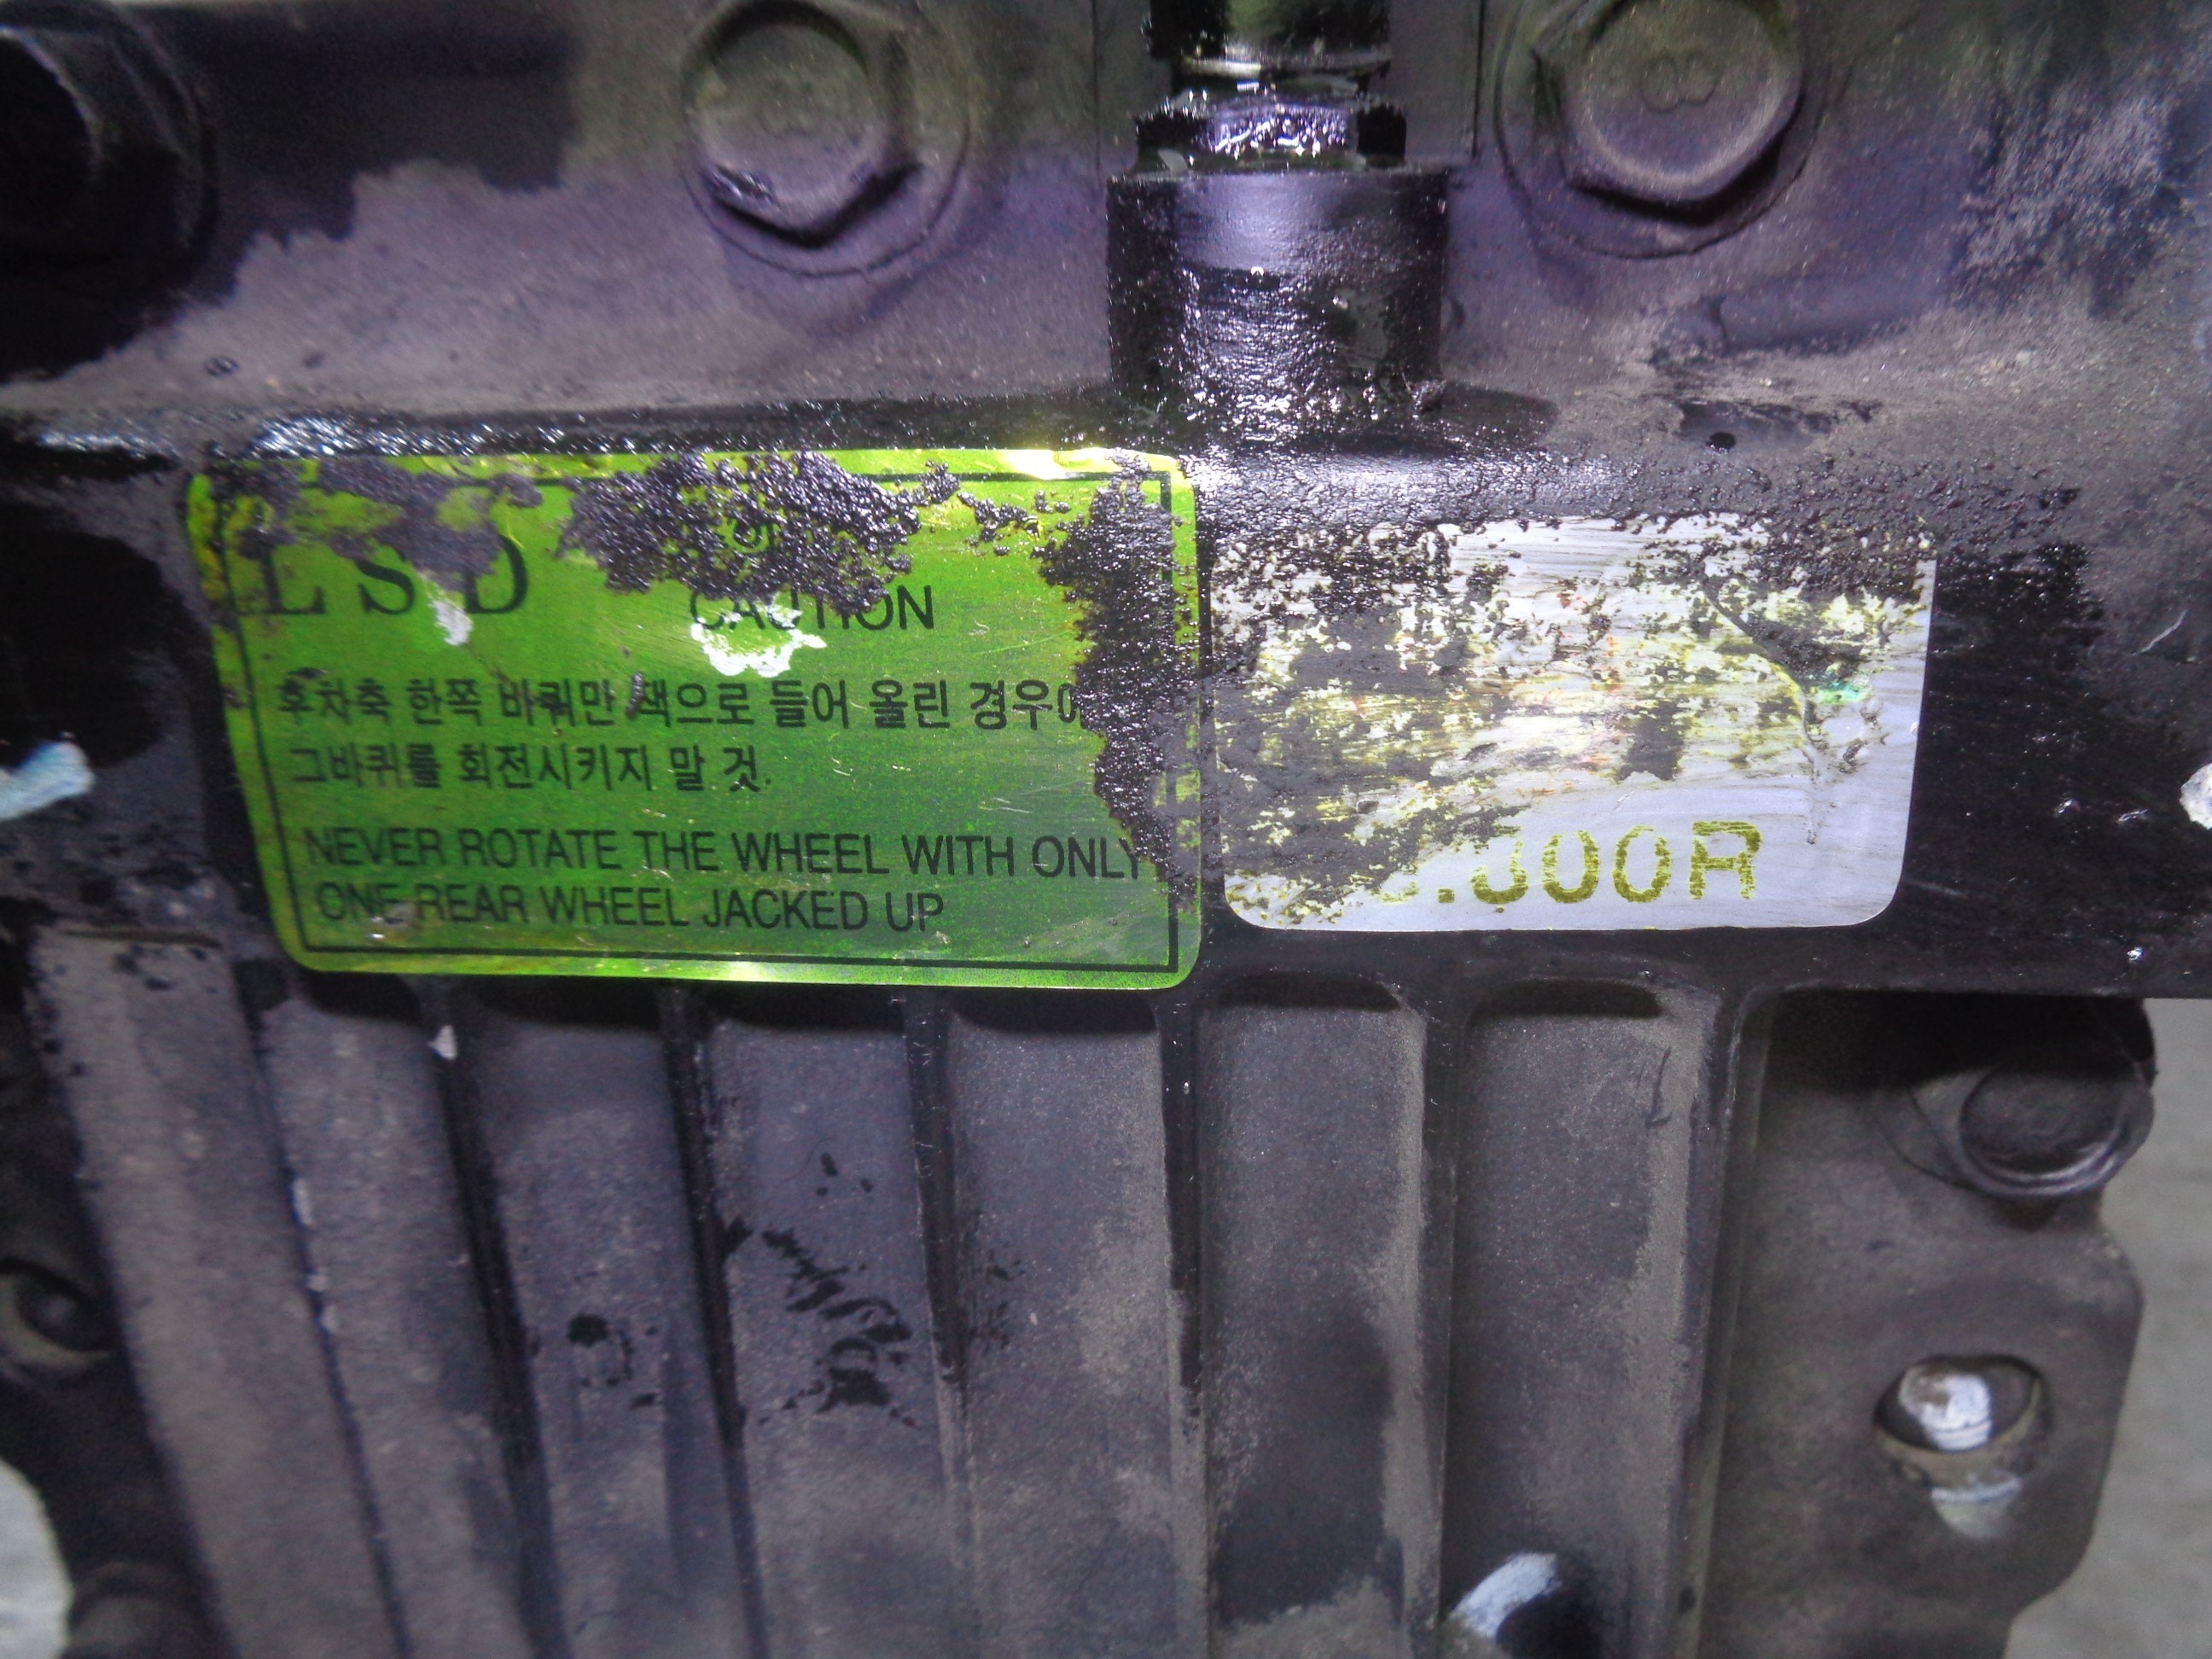 LSD
CAUTION
후차축 한쪽 바퀴만 잭으로 들어 올린 경우에
그바퀴를 회전시키지 말 것.
NEVER ROTATE THE WHEEL WITH ONLY
ONE REAR WHEEL JACKED UP